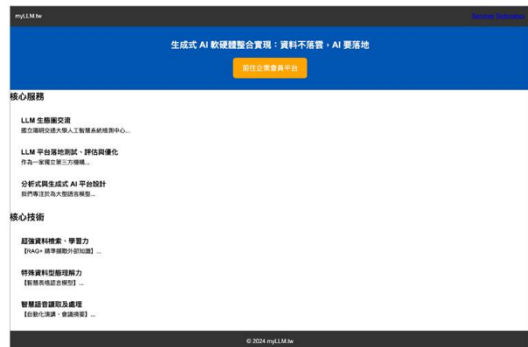 myLLM.tw
Services Technology
生成式 AI 軟硬體整合實現：資料不落雲，AI 要落地
前往企業會員平台
核心服務
LLM 生態圈交流
國立陽明交通大學人工智慧系統檢測中心...
LLM 平台落地測試、評估與優化
作為一家獨立第三方機構...
分析式與生成式 AI 平台設計
我們專注於為大型語言模型...
核心技術
超強資料檢索、學習力
【RAG+ 精準擷取外部知識】...
特殊資料型態理解力
【智慧表格語言模型】...
智慧語音讀取及處理
【自動化演講、會議摘要】...
© 2024 myLLM.tw